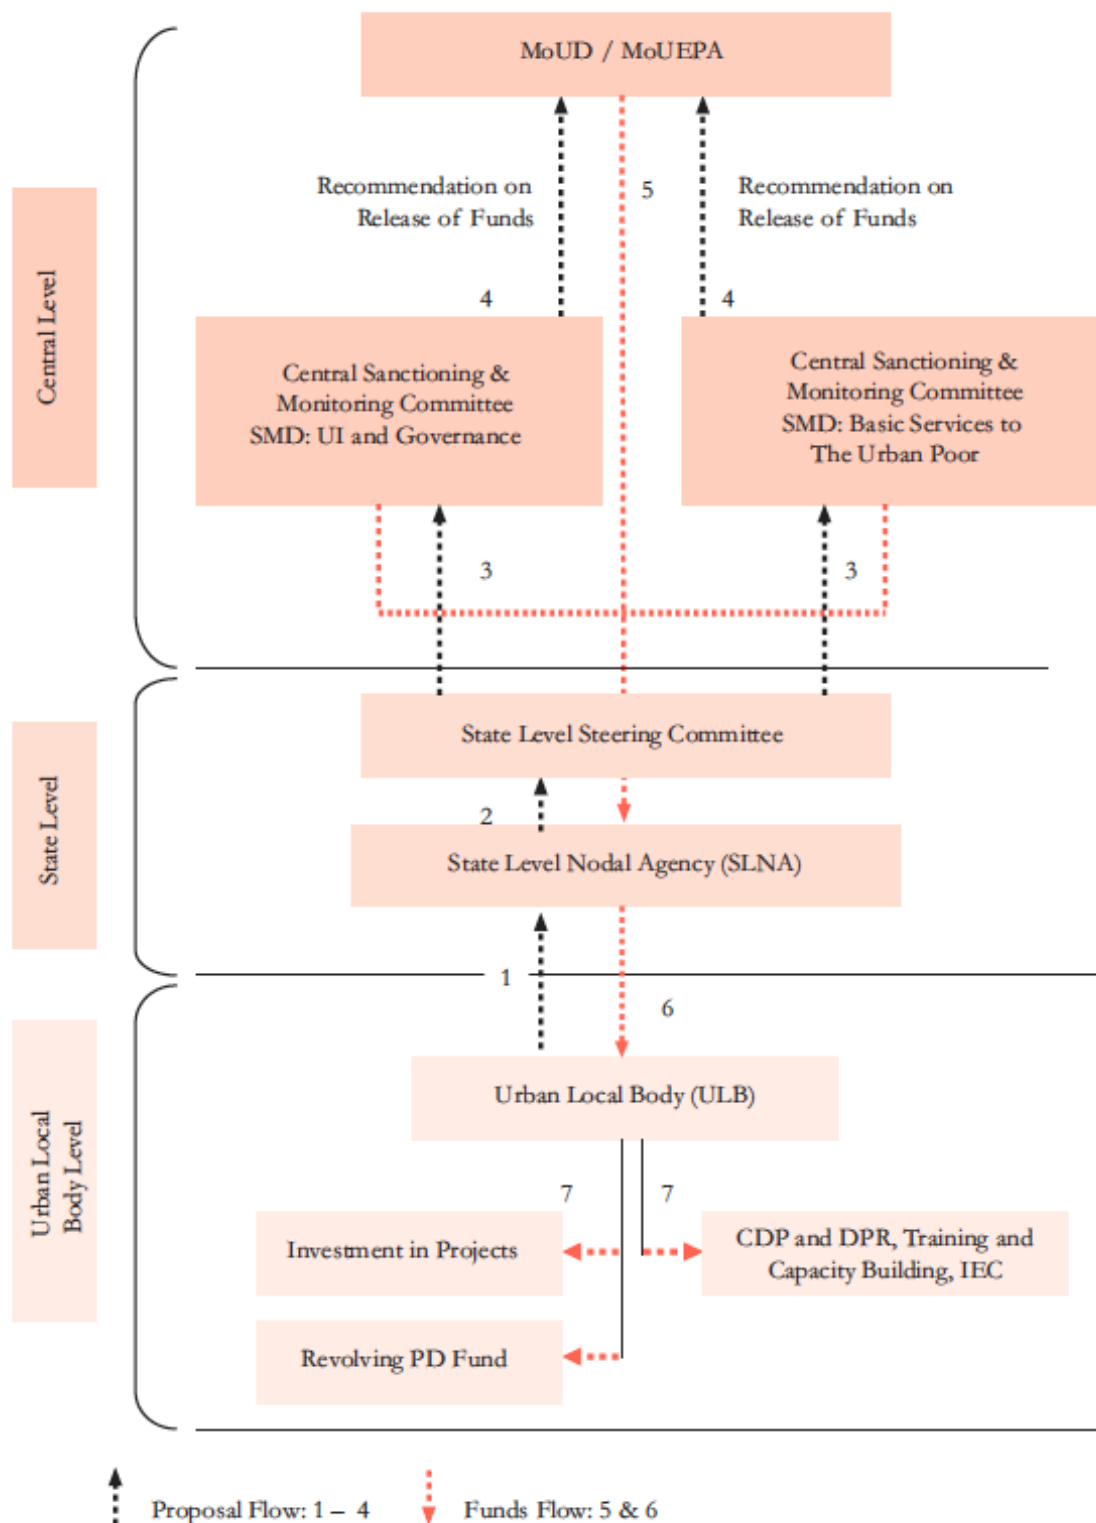 MoUD / MoUEPA
Recommendation on
Release of Funds
5
Recommendation on
Release of Funds
4
4
Central Level
Central Sanctioning &
Monitoring Committee
SMD: UI and Governance
Central Sanctioning &
Monitoring Committee
SMD: Basic Services to
The Urban Poor
3
3
State Level
State Level Steering Committee
2
State Level Nodal Agency (SLNA)
1
6
Urban Local
Body Level
Urban Local Body (ULB)
7
7
Investment in Projects
CDP and DPR, Training and
Capacity Building, IEC
Revolving PD Fund
Proposal Flow: 1 – 4
Funds Flow: 5 & 6